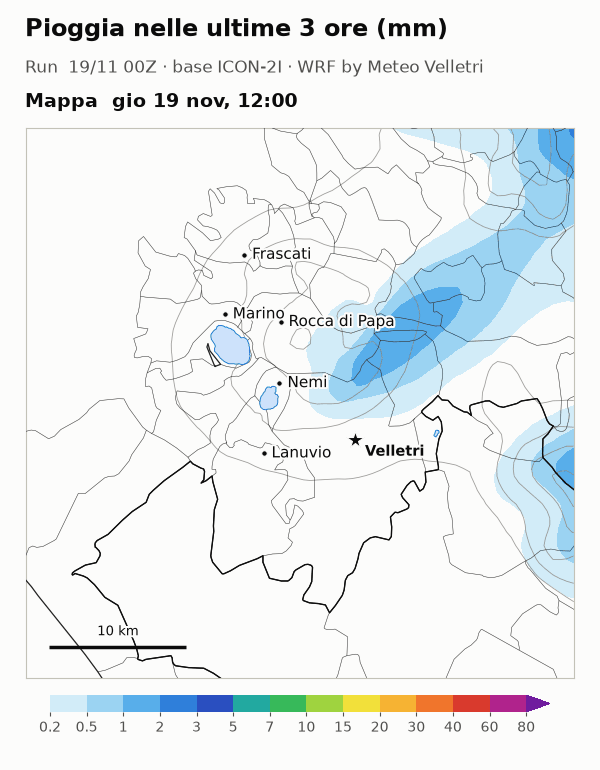 Pioggia nelle ultime 3 ore (mm)
Run 19/11 00Z · base ICON-2I · WRF by Meteo Velletri
Mappa gio 19 nov, 12:00
Frascati
Marino
Rocca di Papa
Nemi
Velletri
Lanuvio
10 km
0.2 0.5 1 2 3 5 7 10 15 20 30 40 60 80